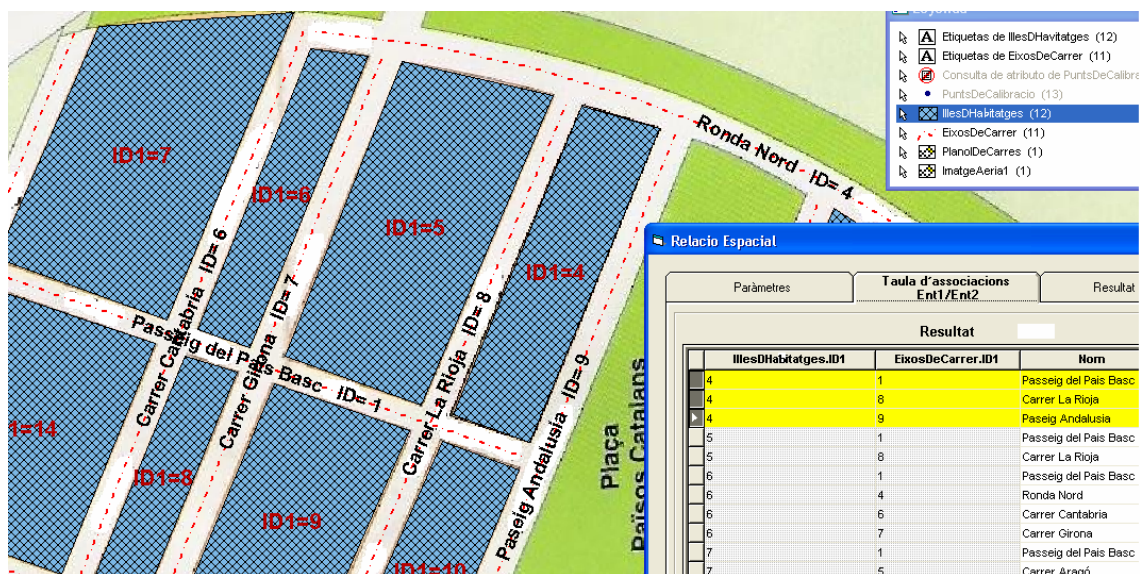 Etiquetas de IllesDHavitatges (12)
Etiquetas de EixosDeCarrer (11)
Consulta de atributo de PuntsDeCalibra
PuntsDeCalibracio (13)
IllesDHabitatges (12)
EixosDeCarrer (11)
PlanolDeCarres (1)
ImatgeAeria1 (1)
Ronda Nord - ID= 4
ID1=7
ID1=6
ID1=5
ID1=4
Carrer Cantabria - ID= 6
Carrer Girona - ID= 7
Carrer La Rioja - ID= 8
Paseig Andalusia - ID= 9
Passeig del Pais Basc - ID= 1
1=14
ID1=8
ID1=9
ID1=10
Plaça
Països Catalans
Relacio Espacial
Paràmetres
Taula d´associacions
Ent1/Ent2
Resultat
Resultat
IllesDHabitatges.ID1 EixosDeCarrer.ID1 Nom
4 1 Passeig del Pais Basc
4 8 Carrer La Rioja
4 9 Paseig Andalusia
5 1 Passeig del Pais Basc
5 8 Carrer La Rioja
6 1 Passeig del Pais Basc
6 4 Ronda Nord
6 6 Carrer Cantabria
6 7 Carrer Girona
7 1 Passeig del Pais Basc
7 5 Carrer Aragó